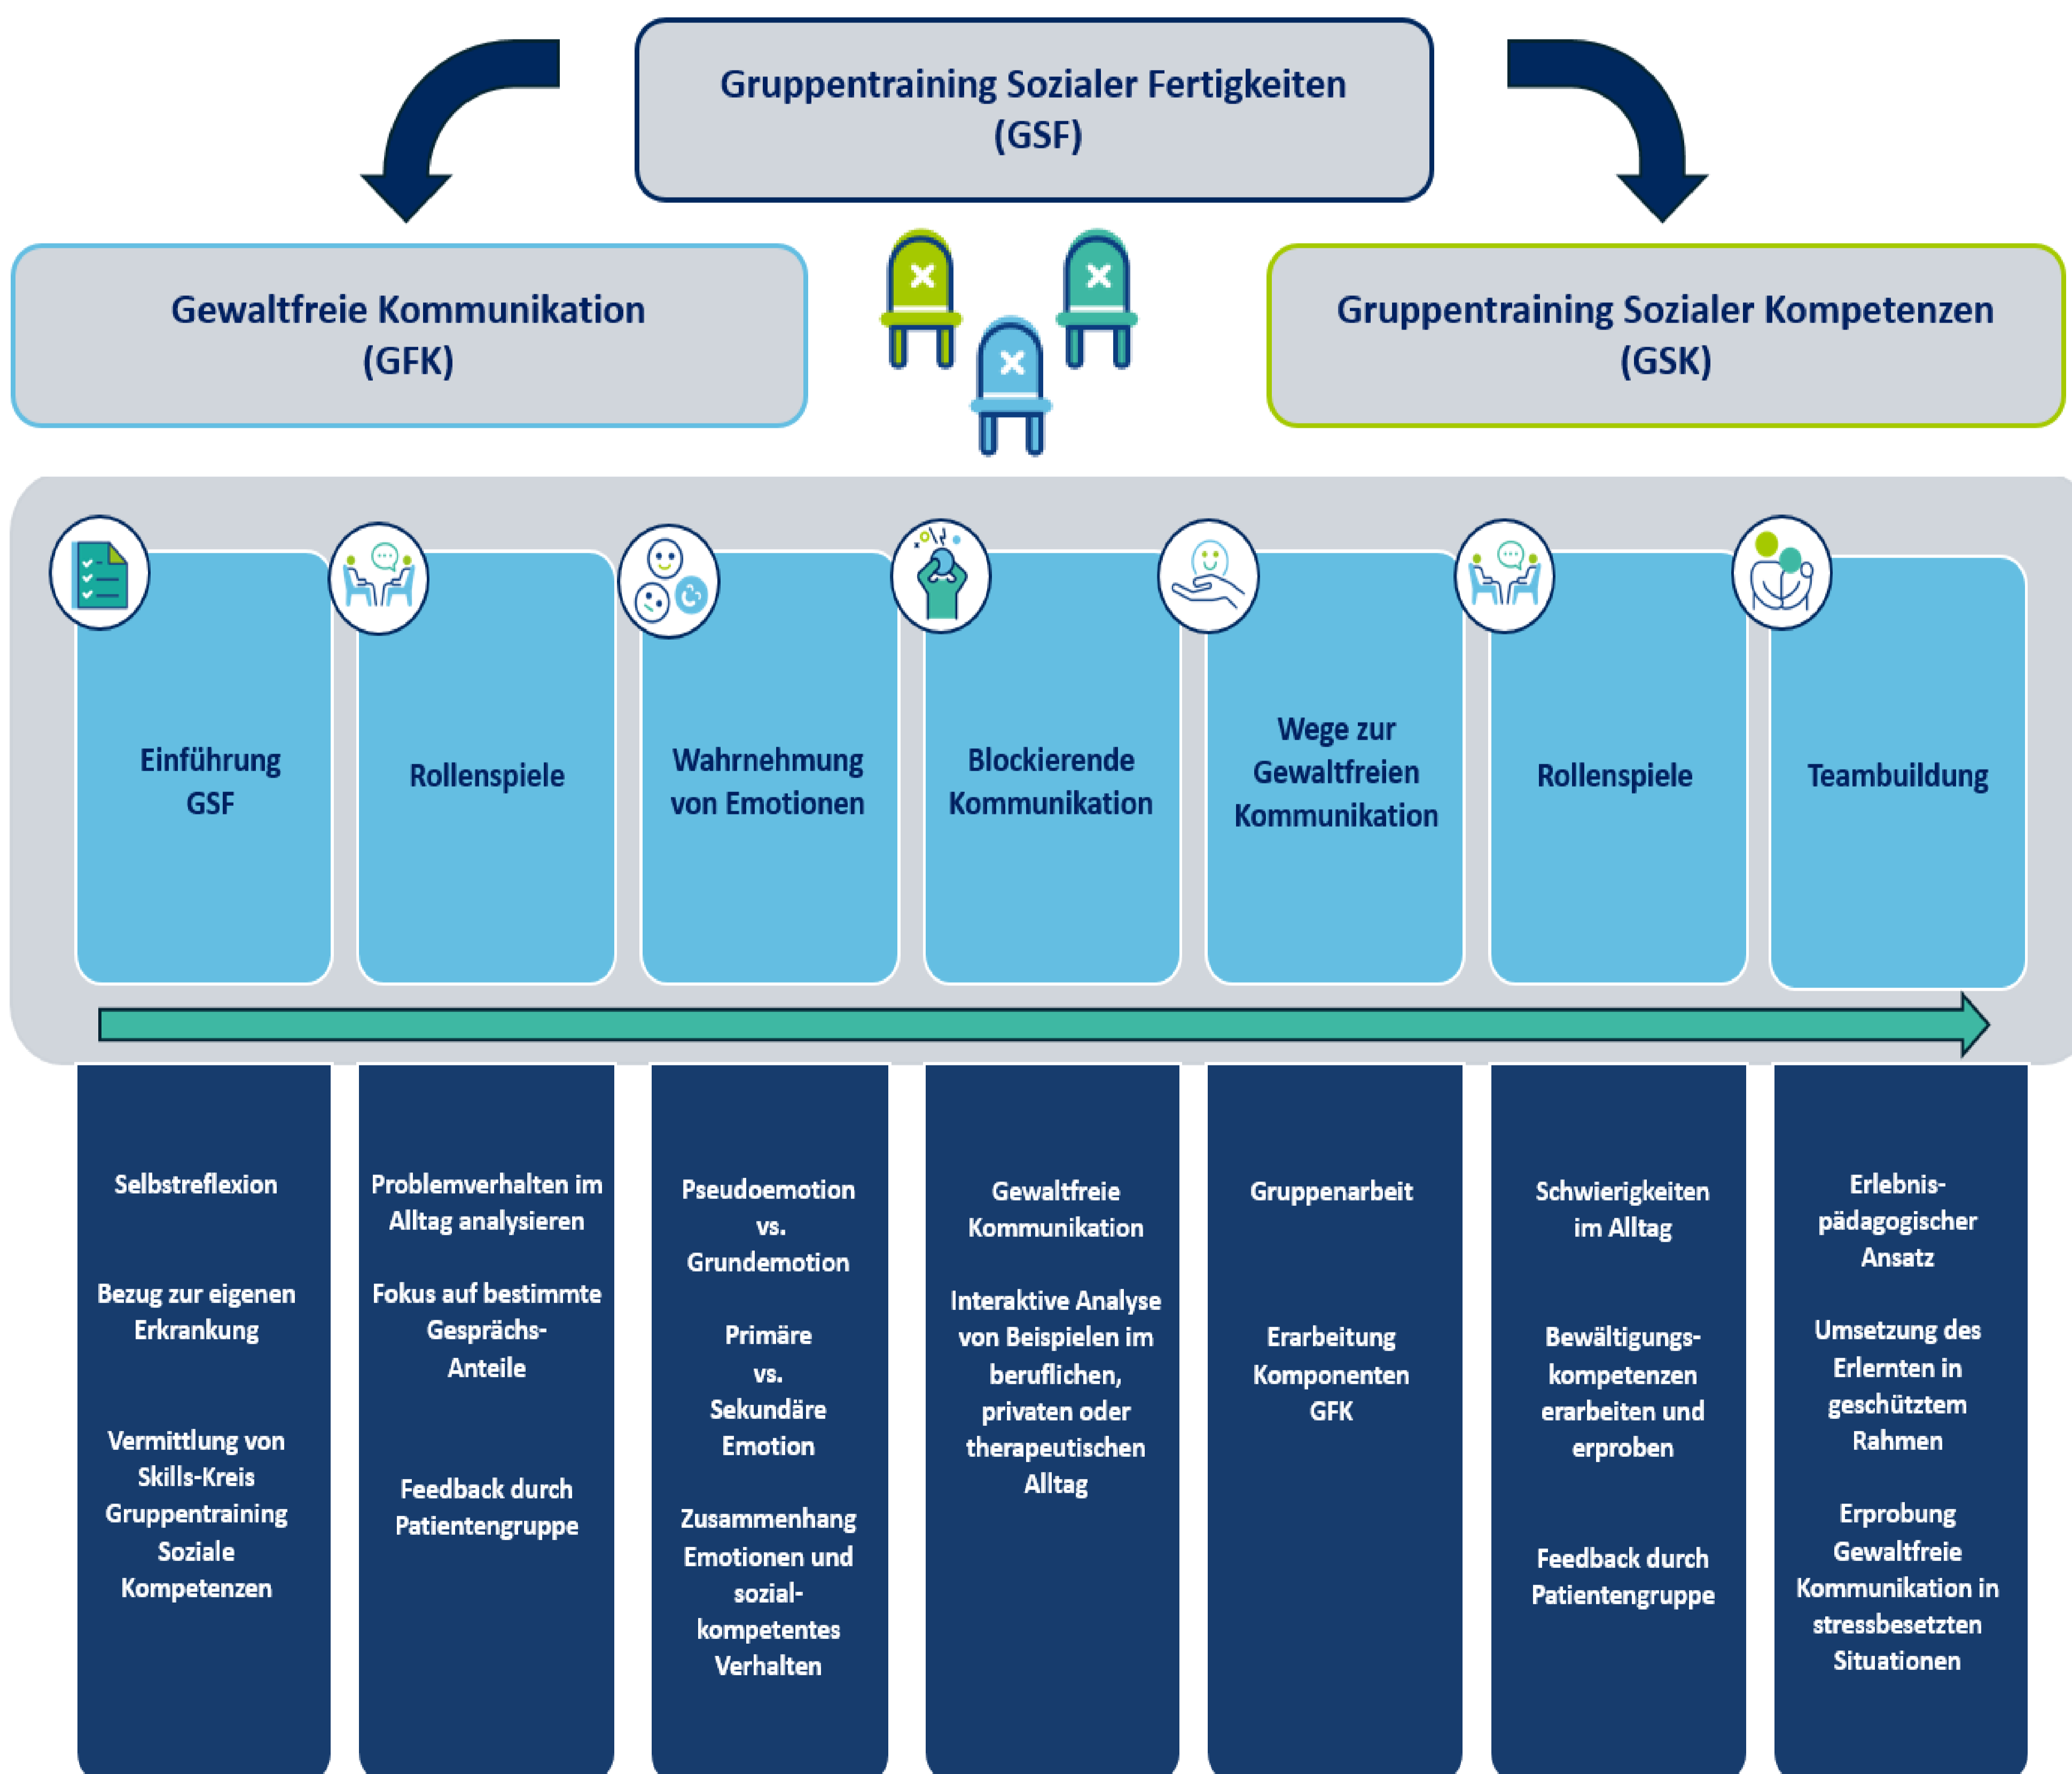 Gruppentraining Sozialer Fertigkeiten
(GSF)
Gewaltfreie Kommunikation
(GFK)
Gruppentraining Sozialer Kompetenzen
(GSK)
Einführung
GSF
Rollenspiele
Wahrnehmung
von Emotionen
Blockierende
Kommunikation
Wege zur
Gewaltfreien
Kommunikation
Rollenspiele
Teambuildung
Selbstreflexion
Bezug zur eigenen
Erkrankung
Vermittlung von
Skills-Kreis
Gruppentraining
Soziale
Kompetenzen
Problemverhalten im
Alltag analysieren
Fokus auf bestimmte
Gesprächs-
Anteile
Feedback durch
Patientengruppe
Pseudoemotion
vs.
Grundemotion
Primäre
vs.
Sekundäre
Emotion
Zusammenhang
Emotionen und
sozial-
kompetentes
Verhalten
Gewaltfreie
Kommunikation
Interaktive Analyse
von Beispielen im
beruflichen,
privaten oder
therapeutischen
Alltag
Gruppenarbeit
Erarbeitung
Komponenten
GFK
Schwierigkeiten
im Alltag
Bewältigungs-
kompetenzen
erarbeiten und
erproben
Feedback durch
Patientengruppe
Erlebnis-
pädagogischer
Ansatz
Umsetzung des
Erlernten in
geschütztem
Rahmen
Erprobung
Gewaltfreie
Kommunikation in
stressbesetzten
Situationen